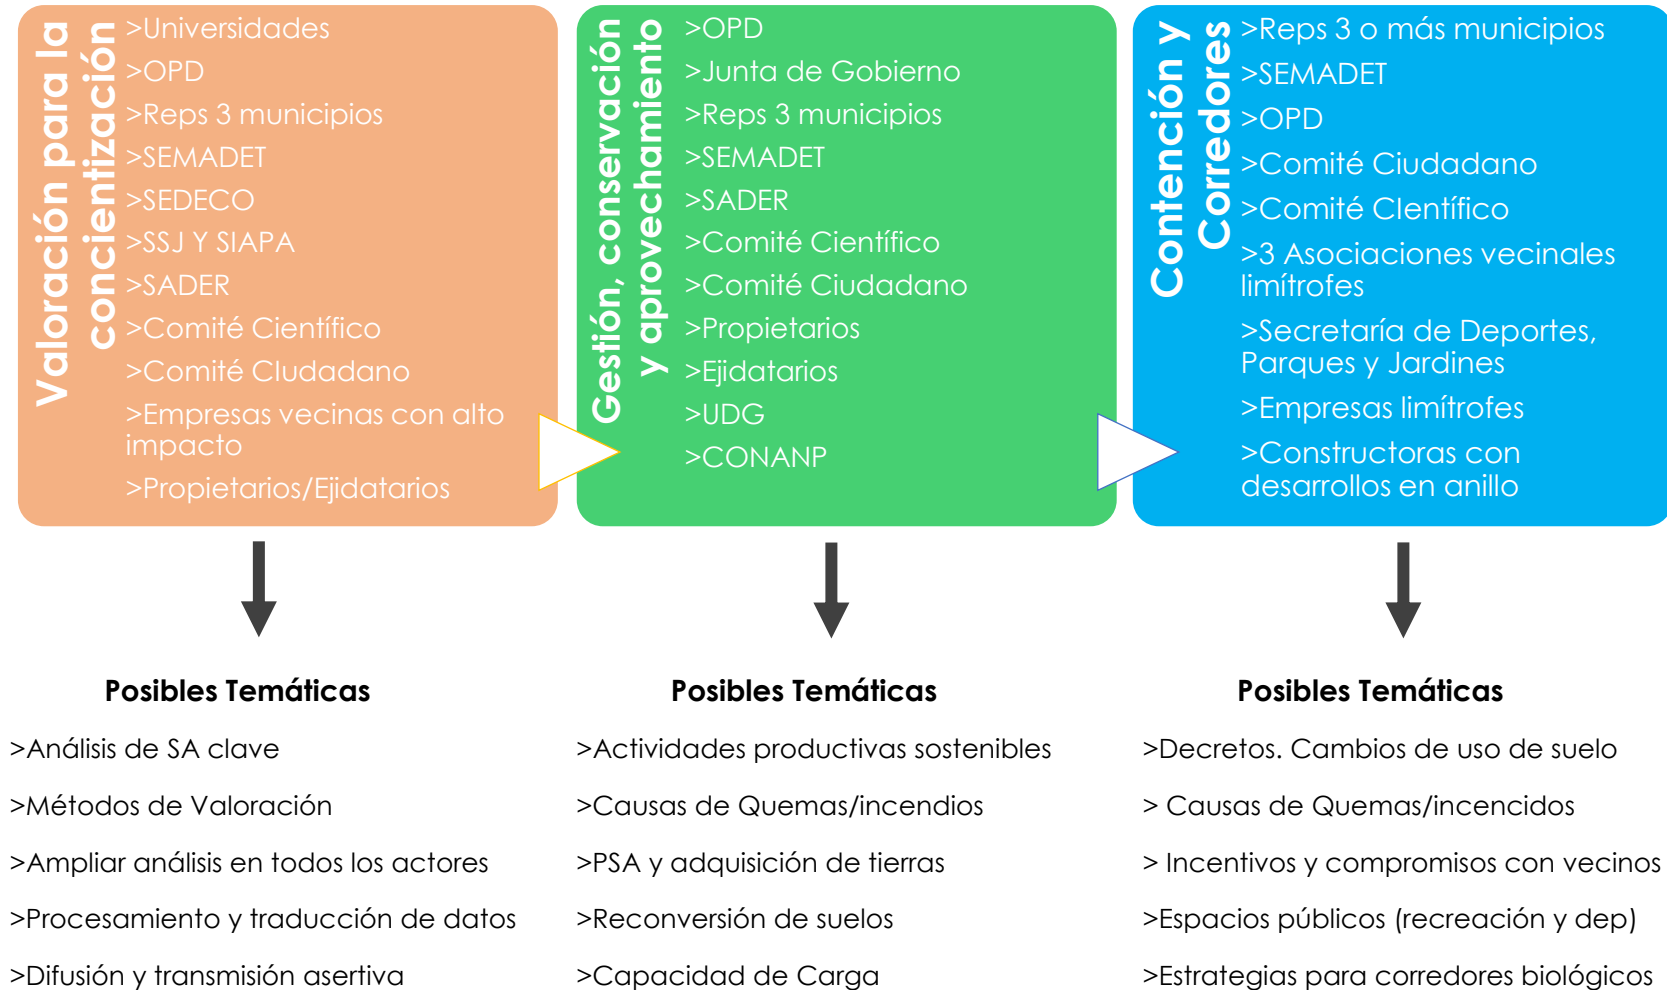 Valoración para la
concientización
>Universidades
>OPD
>Reps 3 municipios
>SEMADET
>SEDECO
>SSJ Y SIAPA
>SADER
>Comité Científico
>Comité CIudadano
>Empresas vecinas con alto
impacto
>Propietarios/Ejidatarios
Gestión, conservación
y aprovechamiento
>OPD
>Junta de Gobierno
>Reps 3 municipios
>SEMADET
>SADER
>Comité Científico
>Comité Ciudadano
>Propietarios
>Ejidatarios
>UDG
>CONANP
Contención y
Corredores
>Reps 3 o más municipios
>SEMADET
>OPD
>Comité Ciudadano
>Comité CIentífico
>3 Asociaciones vecinales
limítrofes
>Secretaría de Deportes,
Parques y Jardines
>Empresas limítrofes
>Constructoras con
desarrollos en anillo
Posibles Temáticas
>Análisis de SA clave
>Métodos de Valoración
>Ampliar análisis en todos los actores
>Procesamiento y traducción de datos
>Difusión y transmisión asertiva
Posibles Temáticas
>Actividades productivas sostenibles
>Causas de Quemas/incendios
>PSA y adquisición de tierras
>Reconversión de suelos
>Capacidad de Carga
Posibles Temáticas
>Decretos. Cambios de uso de suelo
> Causas de Quemas/incencidos
> Incentivos y compromisos con vecinos
>Espacios públicos (recreación y dep)
>Estrategias para corredores biológicos